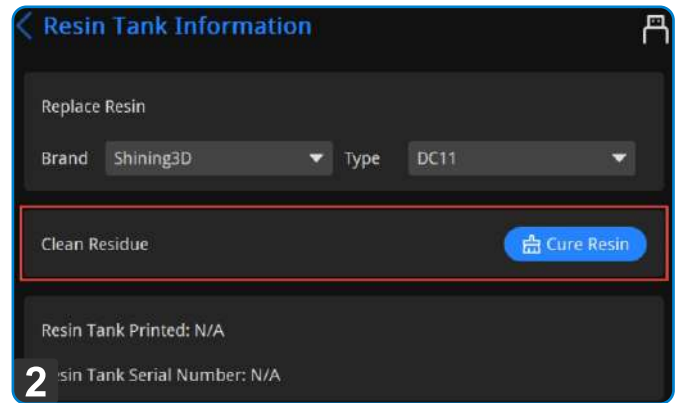 Resin Tank Information
Replace Resin
Brand Shining3D Type DC11
Clean Residue Cure Resin
Resin Tank Printed: N/A
2 sin Tank Serial Number: N/A